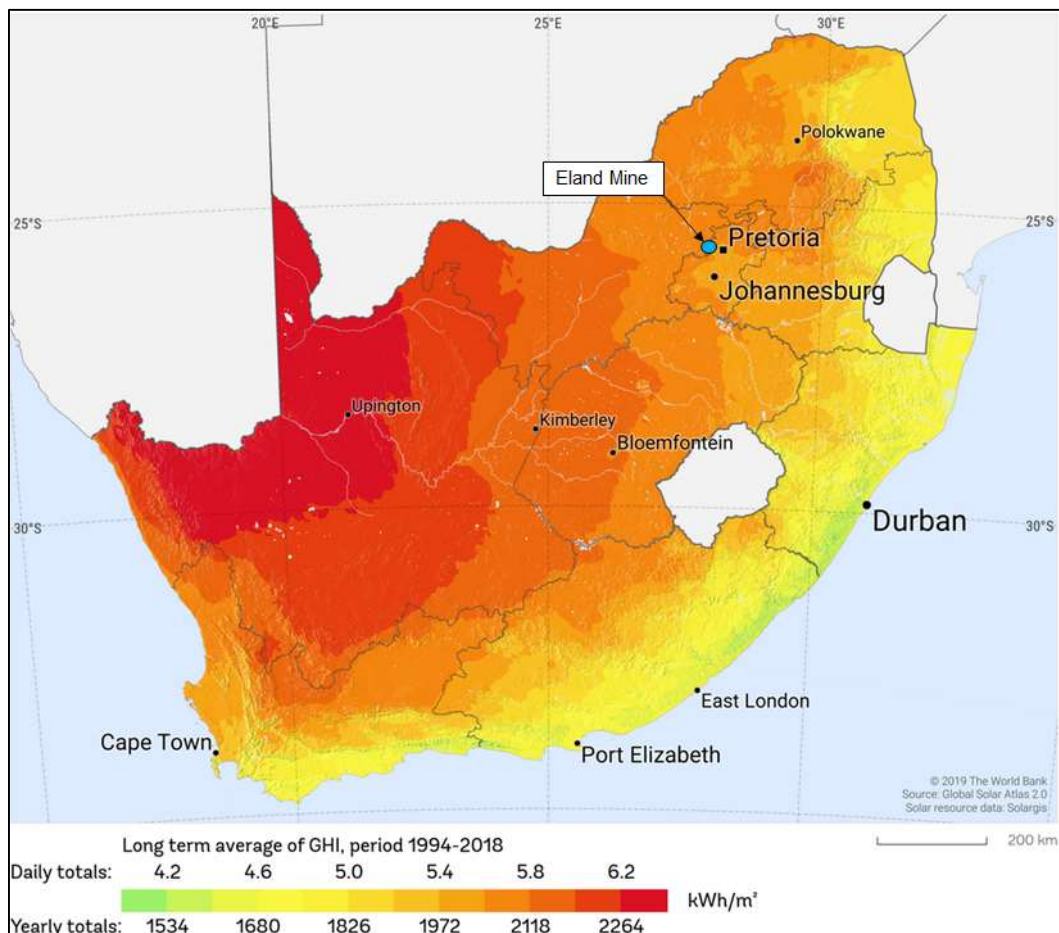 20°E
25°E
30°E
Polokwane
Eland Mine
25°S
25°S
Pretoria
Johannesburg
Upington
Kimberley
Bloemfontein
30°S
Durban
30°S
East London
Cape Town
Port Elizabeth
© 2019 The World Bank
Source: Global Solar Atlas 2.0
Solar resource data: Solargis
200 km
Long term average of GHI, period 1994-2018
Daily totals: 4.2 4.6 5.0 5.4 5.8 6.2
kWh/m²
Yearly totals: 1534 1680 1826 1972 2118 2264